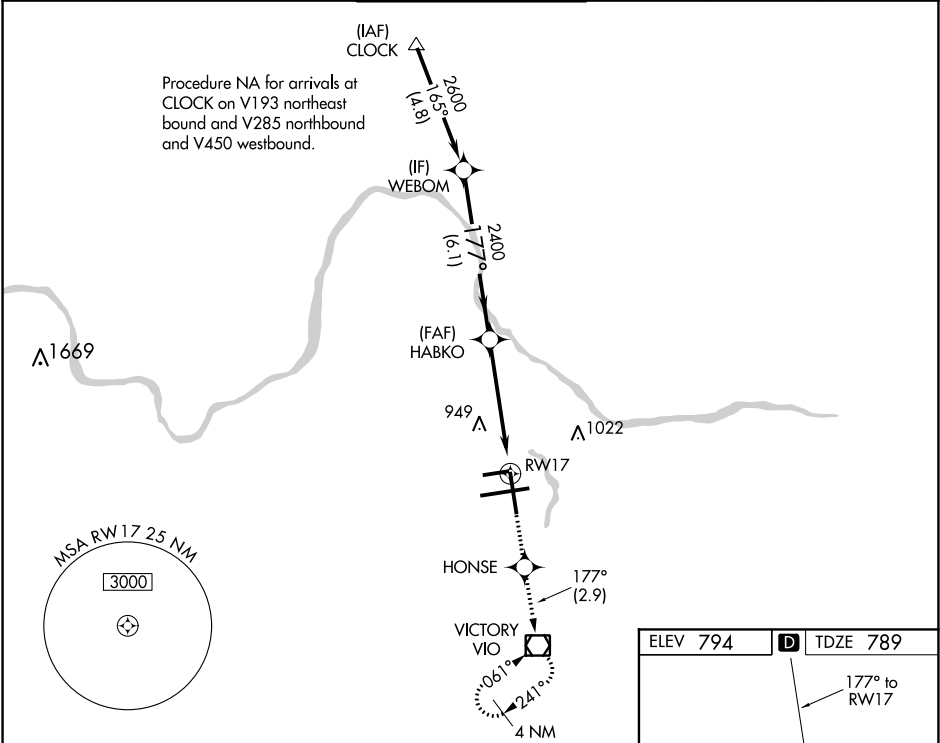 (IAF)
CLOCK
Procedure NA for arrivals at
CLOCK on V193 northeast
bound and V285 northbound
and V450 westbound.
2600
165°
(4.8)
(IF)
WEBOM
2400
177°
(6.1)
(FAF)
HABKO
1669
949
1022
RW17
MSA RW17 25 NM
3000
HONSE
177°
(2.9)
VICTORY
VIO
061°
241°
4 NM
ELEV 794
D
TDZE 789
177° to
RW17